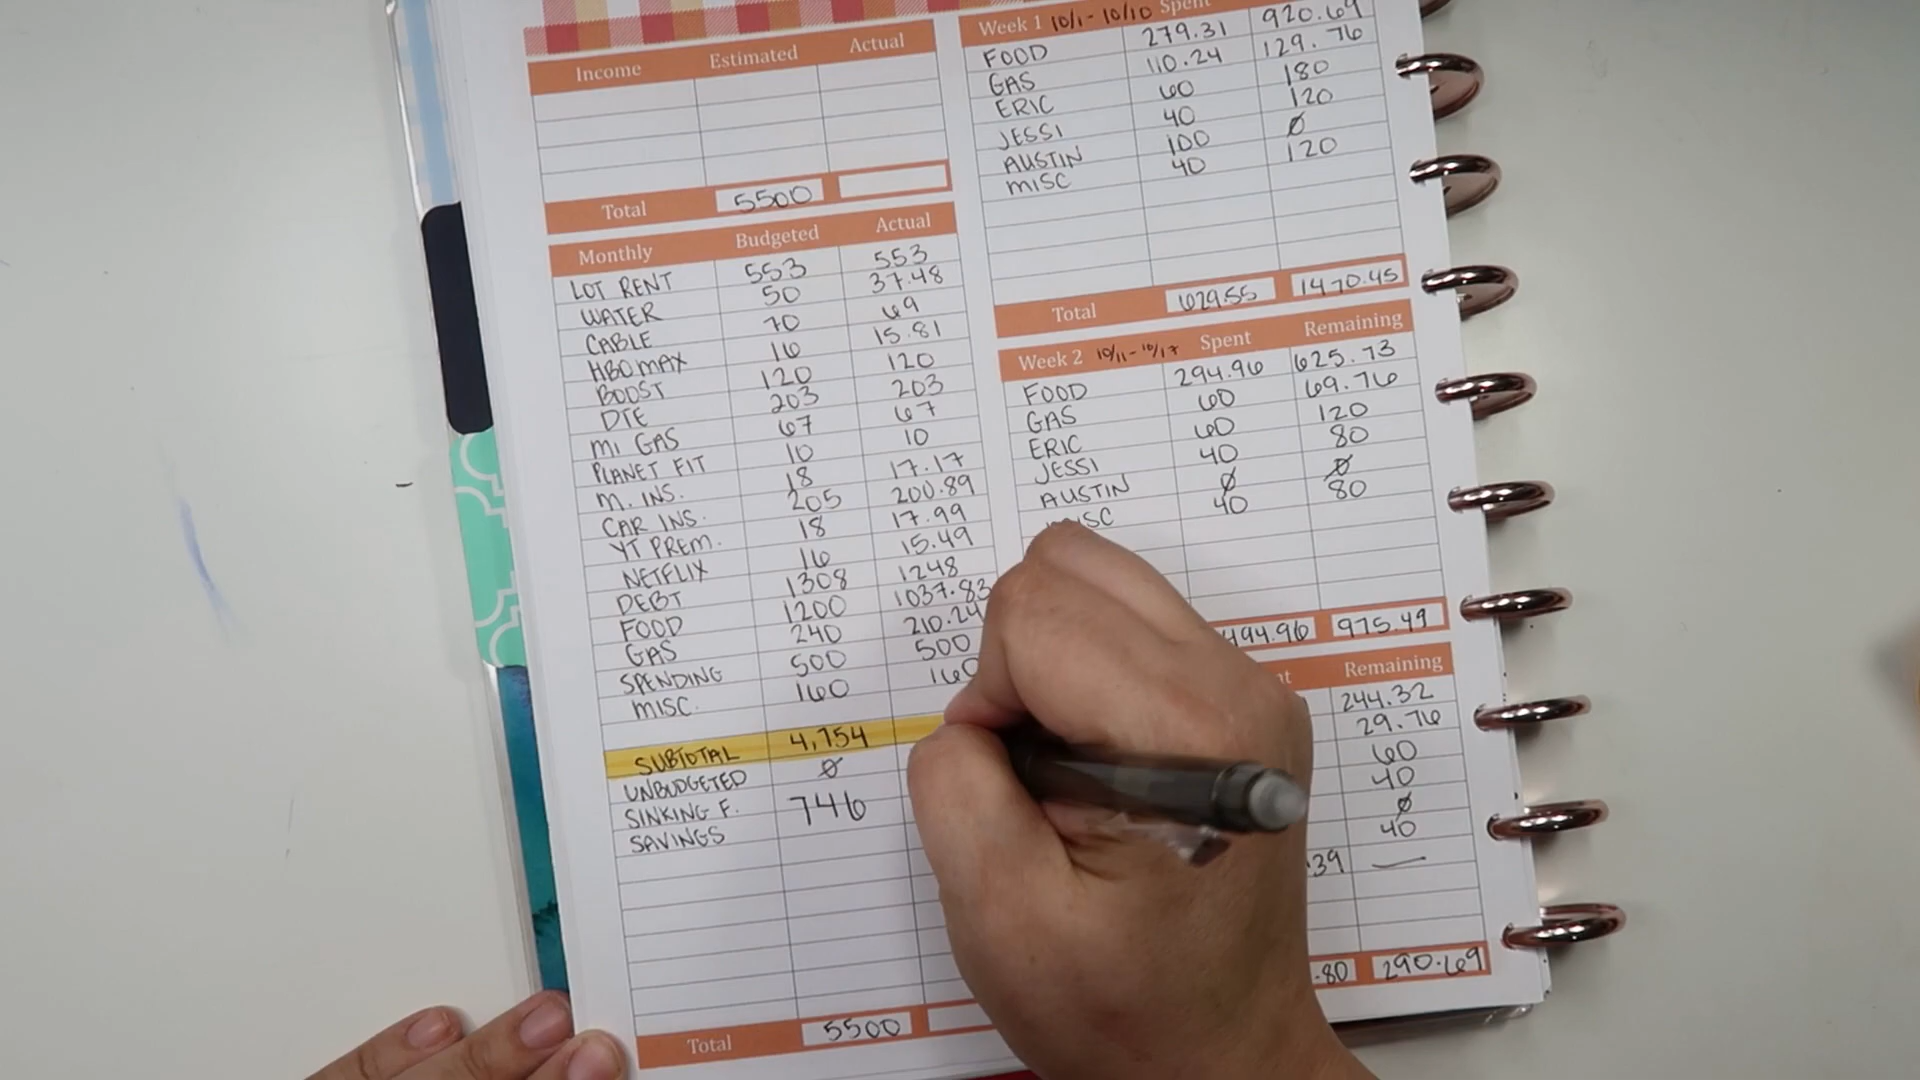 Income Estimated Actual
Total 5500
Monthly Budgeted Actual
LOT RENT 553 553
WATER 50 37.48
CABLE 70 69
HBO MAX 16 15.81
BOOST 120 120
DTE 203 203
MI GAS 67 67
PLANET FIT 10 10
M. INS. 18 17.17
CAR INS. 205 200.89
YT PREM. 18 17.99
NETFLIX 16 15.49
DEBT 1308 1248
FOOD 1200 1037.83
GAS 240 210.24
SPENDING 500 500
MISC. 160 160
SUBTOTAL 4,754
UNBUDGETED Ø
SINKING F. 746
SAVINGS
Total 5500
Week 1 10/1 - 10/10 Spent
FOOD 279.31 920.69
GAS 110.24 129.76
ERIC 60 180
JESSI 40 120
AUSTIN 100 Ø
MISC 40 120
Total 629.55 1470.45
Week 2 10/11 - 10/17 Spent Remaining
FOOD 294.96 625.73
GAS 60 69.76
ERIC 60 120
JESSI 40 80
AUSTIN Ø Ø
MISC 40 80
494.96 975.49
Remaining
244.32
29.76
60
40
Ø
40
.39 —
.80 290.69